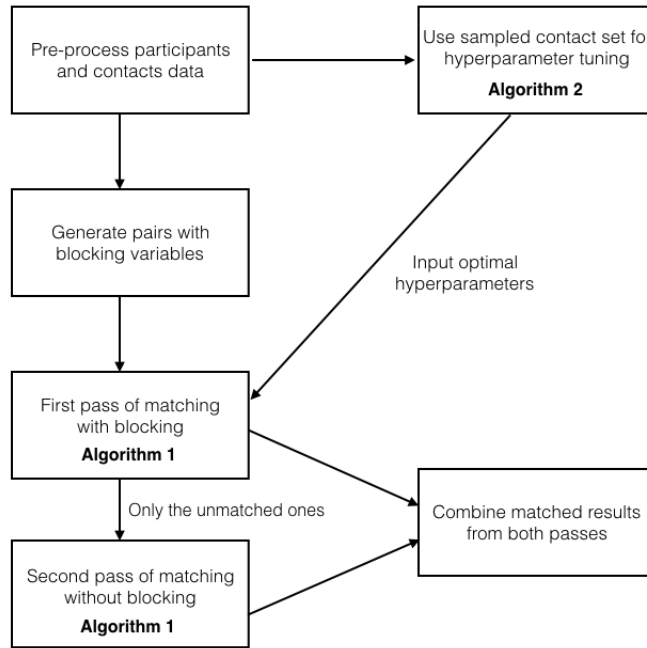 Pre-process participants
and contacts data
Use sampled contact set fo
hyperparameter tuning
Algorithm 2
Generate pairs with
blocking variables
Input optimal
hyperparameters
First pass of matching
with blocking
Algorithm 1
Only the unmatched ones
Combine matched results
from both passes
Second pass of matching
without blocking
Algorithm 1